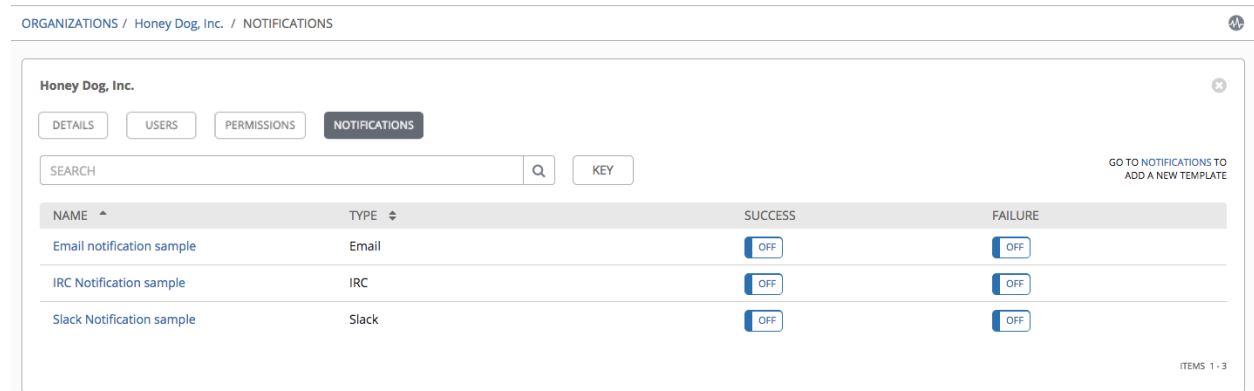 ORGANIZATIONS / Honey Dog, Inc. / NOTIFICATIONS
Honey Dog, Inc.
DETAILS USERS PERMISSIONS NOTIFICATIONS
SEARCH KEY
GO TO NOTIFICATIONS TO
ADD A NEW TEMPLATE
NAME TYPE SUCCESS FAILURE
Email notification sample Email OFF OFF
IRC Notification sample IRC OFF OFF
Slack Notification sample Slack OFF OFF
ITEMS 1 - 3